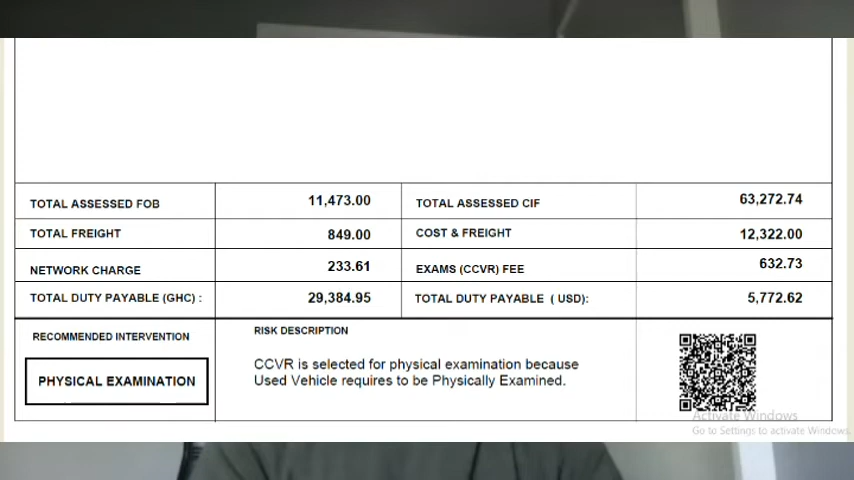 TOTAL ASSESSED FOB 11,473.00 TOTAL ASSESSED CIF 63,272.74
TOTAL FREIGHT 849.00 COST & FREIGHT 12,322.00
NETWORK CHARGE 233.61 EXAMS (CCVR) FEE 632.73
TOTAL DUTY PAYABLE (GHC) : 29,384.95 TOTAL DUTY PAYABLE ( USD): 5,772.62
RECOMMENDED INTERVENTION
PHYSICAL EXAMINATION
RISK DESCRIPTION
CCVR is selected for physical examination because
Used Vehicle requires to be Physically Examined.
Activate Windows
Go to Settings to activate Windows.